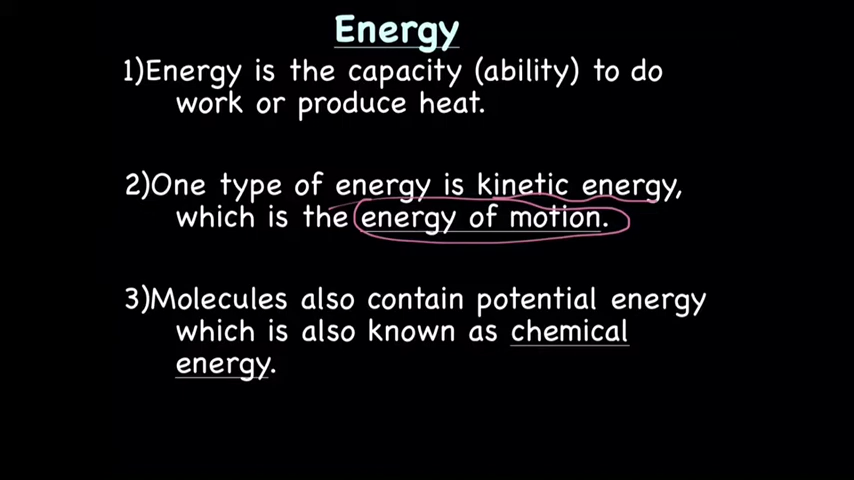 Energy
1)Energy is the capacity (ability) to do
work or produce heat.
2)One type of energy is kinetic energy,
which is the energy of motion.
3)Molecules also contain potential energy
which is also known as chemical
energy.